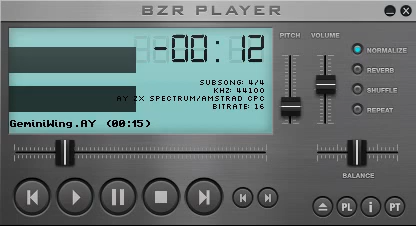 BZR PLAYER
PITCH
VOLUME
-00:12
NORMALIZE
REVERB
SHUFFLE
REPEAT
SUBSONG: 4/4
KHZ: 44100
AY ZX SPECTRUM/AMSTRAD CPC
BITRATE: 16
GeminiWing.AY (00:15)
BALANCE
PL
i
PT